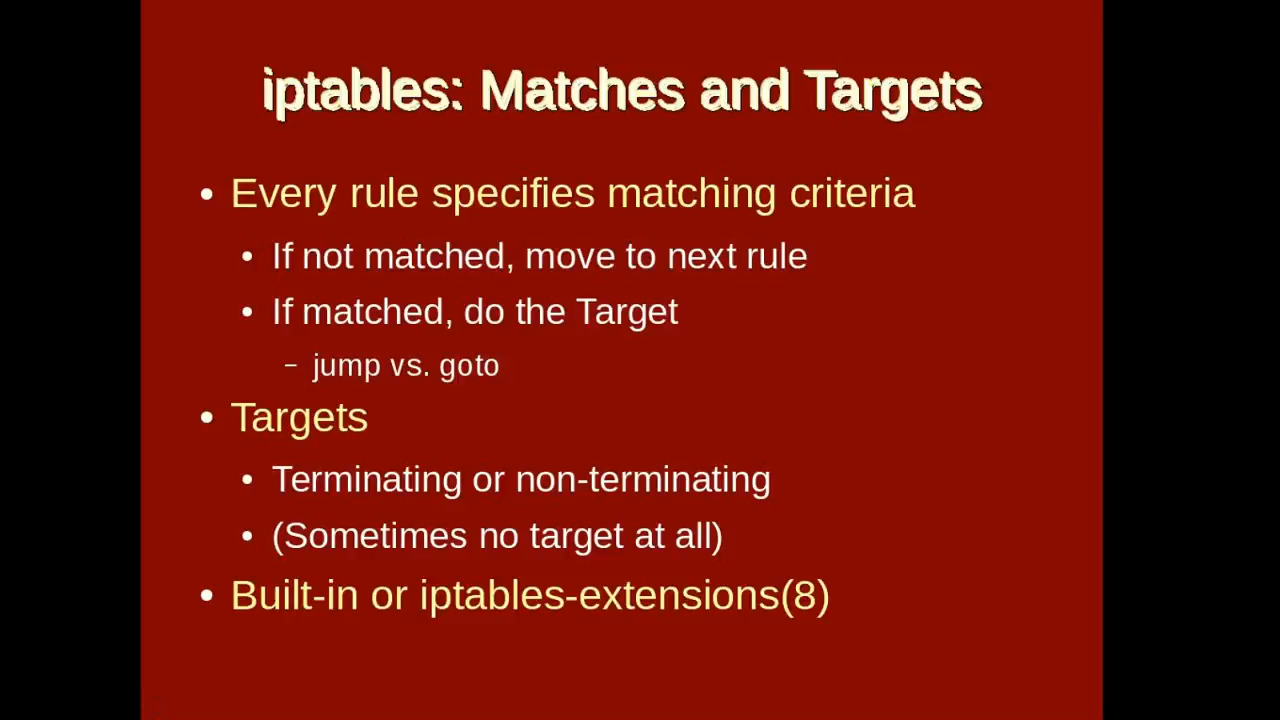 iptables: Matches and Targets
• Every rule specifies matching criteria
• If not matched, move to next rule
• If matched, do the Target
– jump vs. goto
• Targets
• Terminating or non-terminating
• (Sometimes no target at all)
• Built-in or iptables-extensions(8)